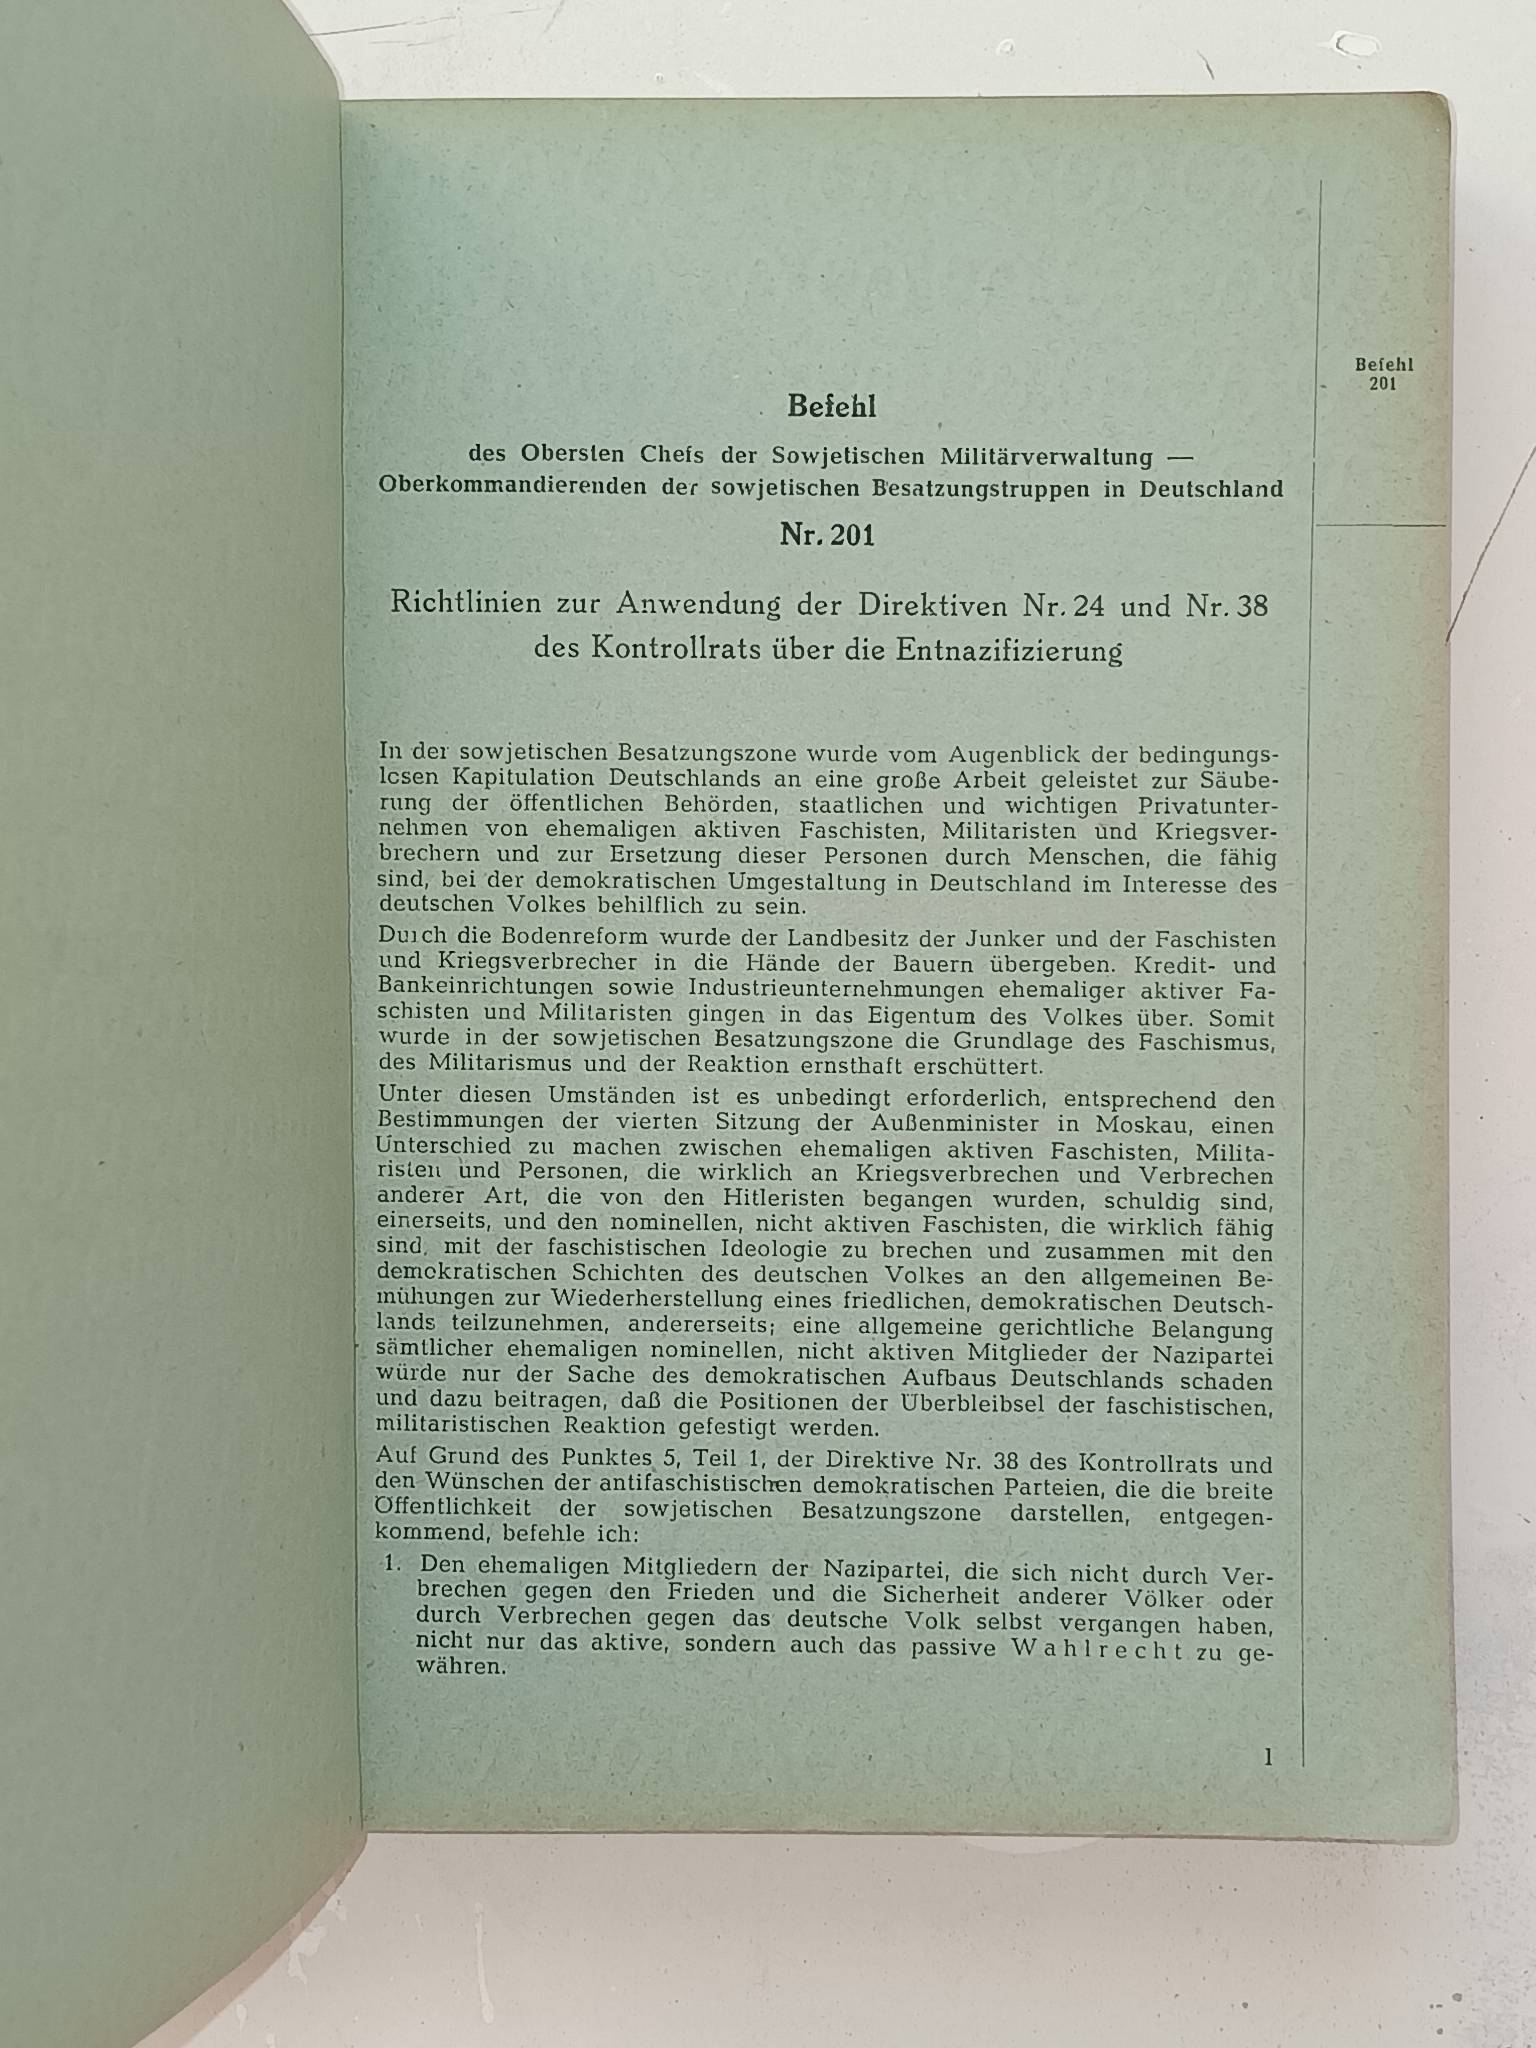 Befehl
201
Befehl
des Obersten Chefs der Sowjetischen Militärverwaltung —
Oberkommandierenden der sowjetischen Besatzungstruppen in Deutschland
Nr. 201
Richtlinien zur Anwendung der Direktiven Nr. 24 und Nr. 38
des Kontrollrats über die Entnazifizierung
In der sowjetischen Besatzungszone wurde vom Augenblick der bedingungs-
losen Kapitulation Deutschlands an eine große Arbeit geleistet zur Säube-
rung der öffentlichen Behörden, staatlichen und wichtigen Privatunter-
nehmen von ehemaligen aktiven Faschisten, Militaristen und Kriegsver-
brechern und zur Ersetzung dieser Personen durch Menschen, die fähig
sind, bei der demokratischen Umgestaltung in Deutschland im Interesse des
deutschen Volkes behilflich zu sein.
Durch die Bodenreform wurde der Landbesitz der Junker und der Faschisten
und Kriegsverbrecher in die Hände der Bauern übergeben. Kredit- und
Bankeinrichtungen sowie Industrieunternehmungen ehemaliger aktiver Fa-
schisten und Militaristen gingen in das Eigentum des Volkes über. Somit
wurde in der sowjetischen Besatzungszone die Grundlage des Faschismus,
des Militarismus und der Reaktion ernsthaft erschüttert.
Unter diesen Umständen ist es unbedingt erforderlich, entsprechend den
Bestimmungen der vierten Sitzung der Außenminister in Moskau, einen
Unterschied zu machen zwischen ehemaligen aktiven Faschisten, Milita-
risten und Personen, die wirklich an Kriegsverbrechen und Verbrechen
anderer Art, die von den Hitleristen begangen wurden, schuldig sind,
einerseits, und den nominellen, nicht aktiven Faschisten, die wirklich fähig
sind, mit der faschistischen Ideologie zu brechen und zusammen mit den
demokratischen Schichten des deutschen Volkes an den allgemeinen Be-
mühungen zur Wiederherstellung eines friedlichen, demokratischen Deutsch-
lands teilzunehmen, andererseits; eine allgemeine gerichtliche Belangung
sämtlicher ehemaligen nominellen, nicht aktiven Mitglieder der Nazipartei
würde nur der Sache des demokratischen Aufbaus Deutschlands schaden
und dazu beitragen, daß die Positionen der Überbleibsel der faschistischen,
militaristischen Reaktion gefestigt werden.
Auf Grund des Punktes 5, Teil 1, der Direktive Nr. 38 des Kontrollrats und
den Wünschen der antifaschistischen demokratischen Parteien, die die breite
Öffentlichkeit der sowjetischen Besatzungszone darstellen, entgegen-
kommend, befehle ich:
1. Den ehemaligen Mitgliedern der Nazipartei, die sich nicht durch Ver-
brechen gegen den Frieden und die Sicherheit anderer Völker oder
durch Verbrechen gegen das deutsche Volk selbst vergangen haben,
nicht nur das aktive, sondern auch das passive Wahlrecht zu ge-
währen.
1